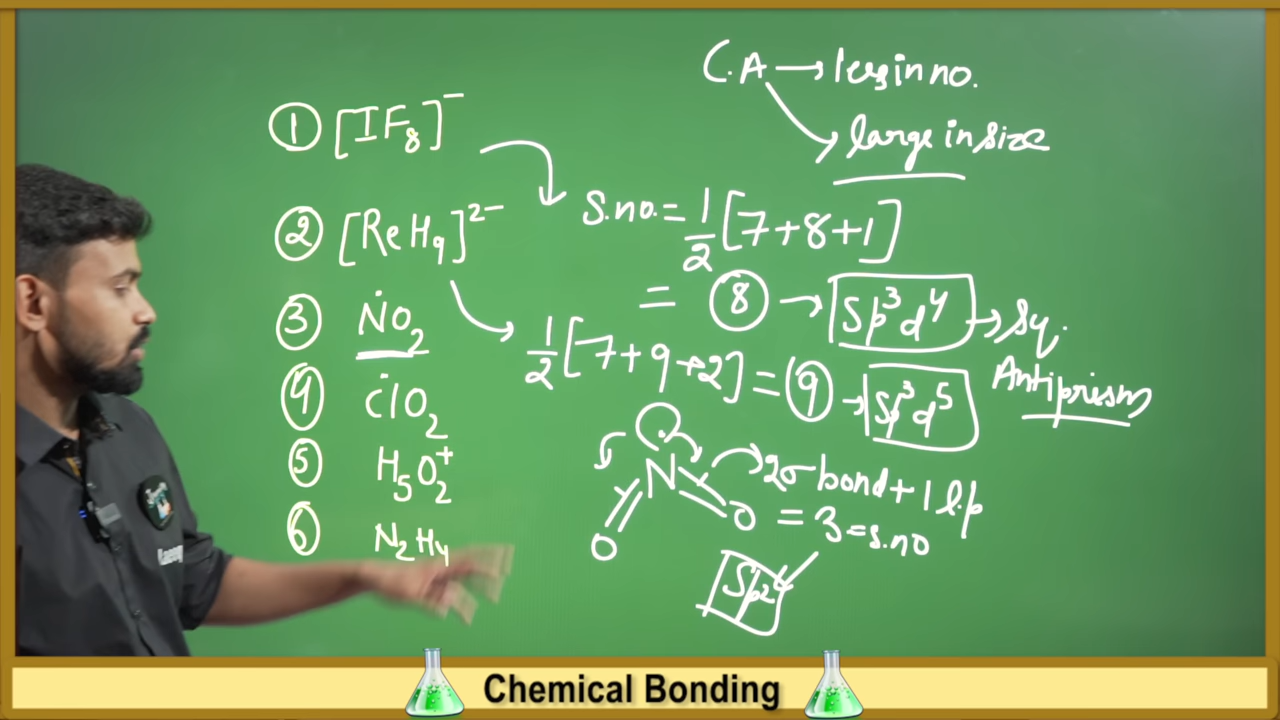 C.A → less in no.
→ large in size
① [IF₈]⁻
S.no. = 1/2 [7+8+1]
② [ReH₉]²⁻
= ⑧ → sp³d⁴ → Sq. Antiprism
③ ṄO₂
1/2 [7+9+2] = ⑨ → sp³d⁵
④ ĊlO₂
N
O O
2σ bond + 1 l.p
= 3 = s.no
sp2
⑤ H₅O₂⁺
⑥ N₂H₄
Chemical Bonding